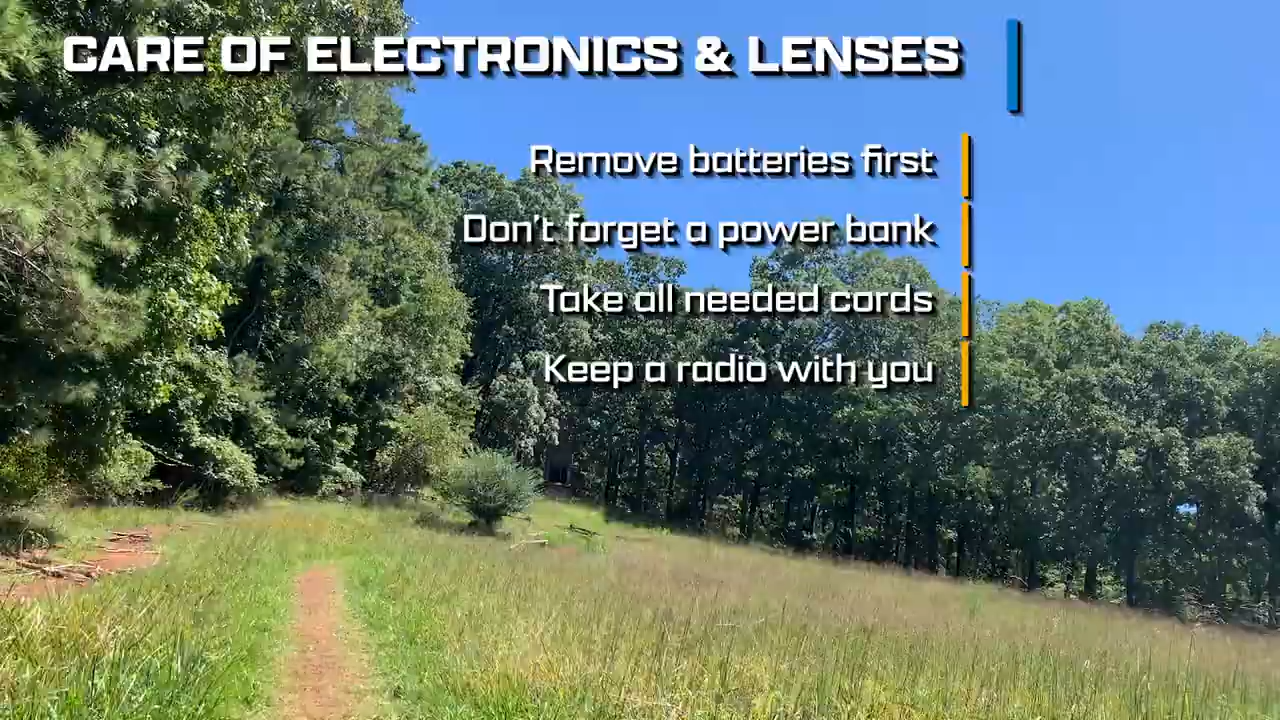 CARE OF ELECTRONICS & LENSES
Remove batteries first
Don't forget a power bank
Take all needed cords
Keep a radio with you